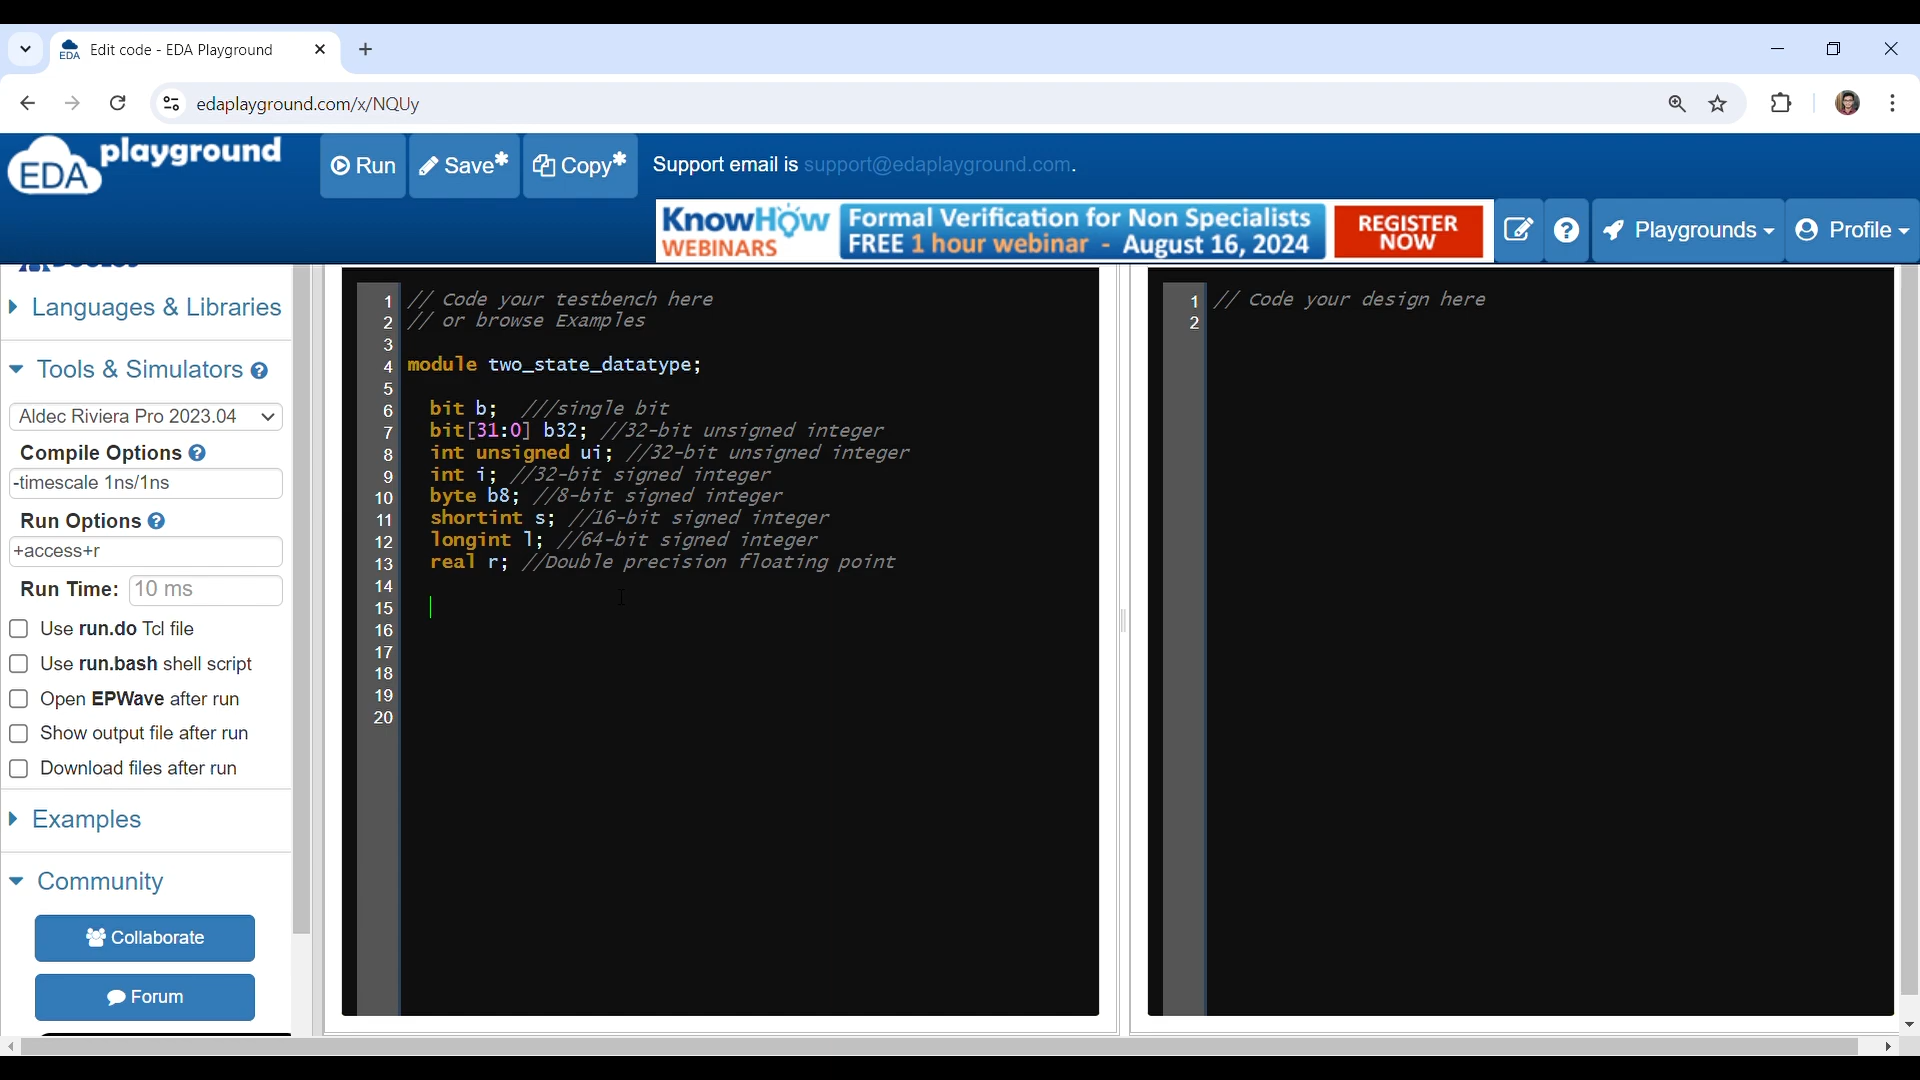 Edit code - EDA Playground
edaplayground.com/x/NQUy
EDA playground
Run
Save*
Copy*
Support email is support@edaplayground.com.
KnowHow WEBINARS
Formal Verification for Non Specialists
FREE 1 hour webinar - August 16, 2024
REGISTER NOW
Playgrounds
Profile
Languages & Libraries
Tools & Simulators
Aldec Riviera Pro 2023.04
Compile Options
-timescale 1ns/1ns
Run Options
+access+r
Run Time: 10 ms
Use run.do Tcl file
Use run.bash shell script
Open EPWave after run
Show output file after run
Download files after run
Examples
Community
Collaborate
Forum
1 // Code your testbench here
2 // or browse Examples
3
4 module two_state_datatype;
5
6 bit b; ///single bit
7 bit[31:0] b32; //32-bit unsigned integer
8 int unsigned ui; //32-bit unsigned integer
9 int i; //32-bit signed integer
10 byte b8; //8-bit signed integer
11 shortint s; //16-bit signed integer
12 longint l; //64-bit signed integer
13 real r; //Double precision floating point
14
15
16
17
18
19
20
1 // Code your design here
2